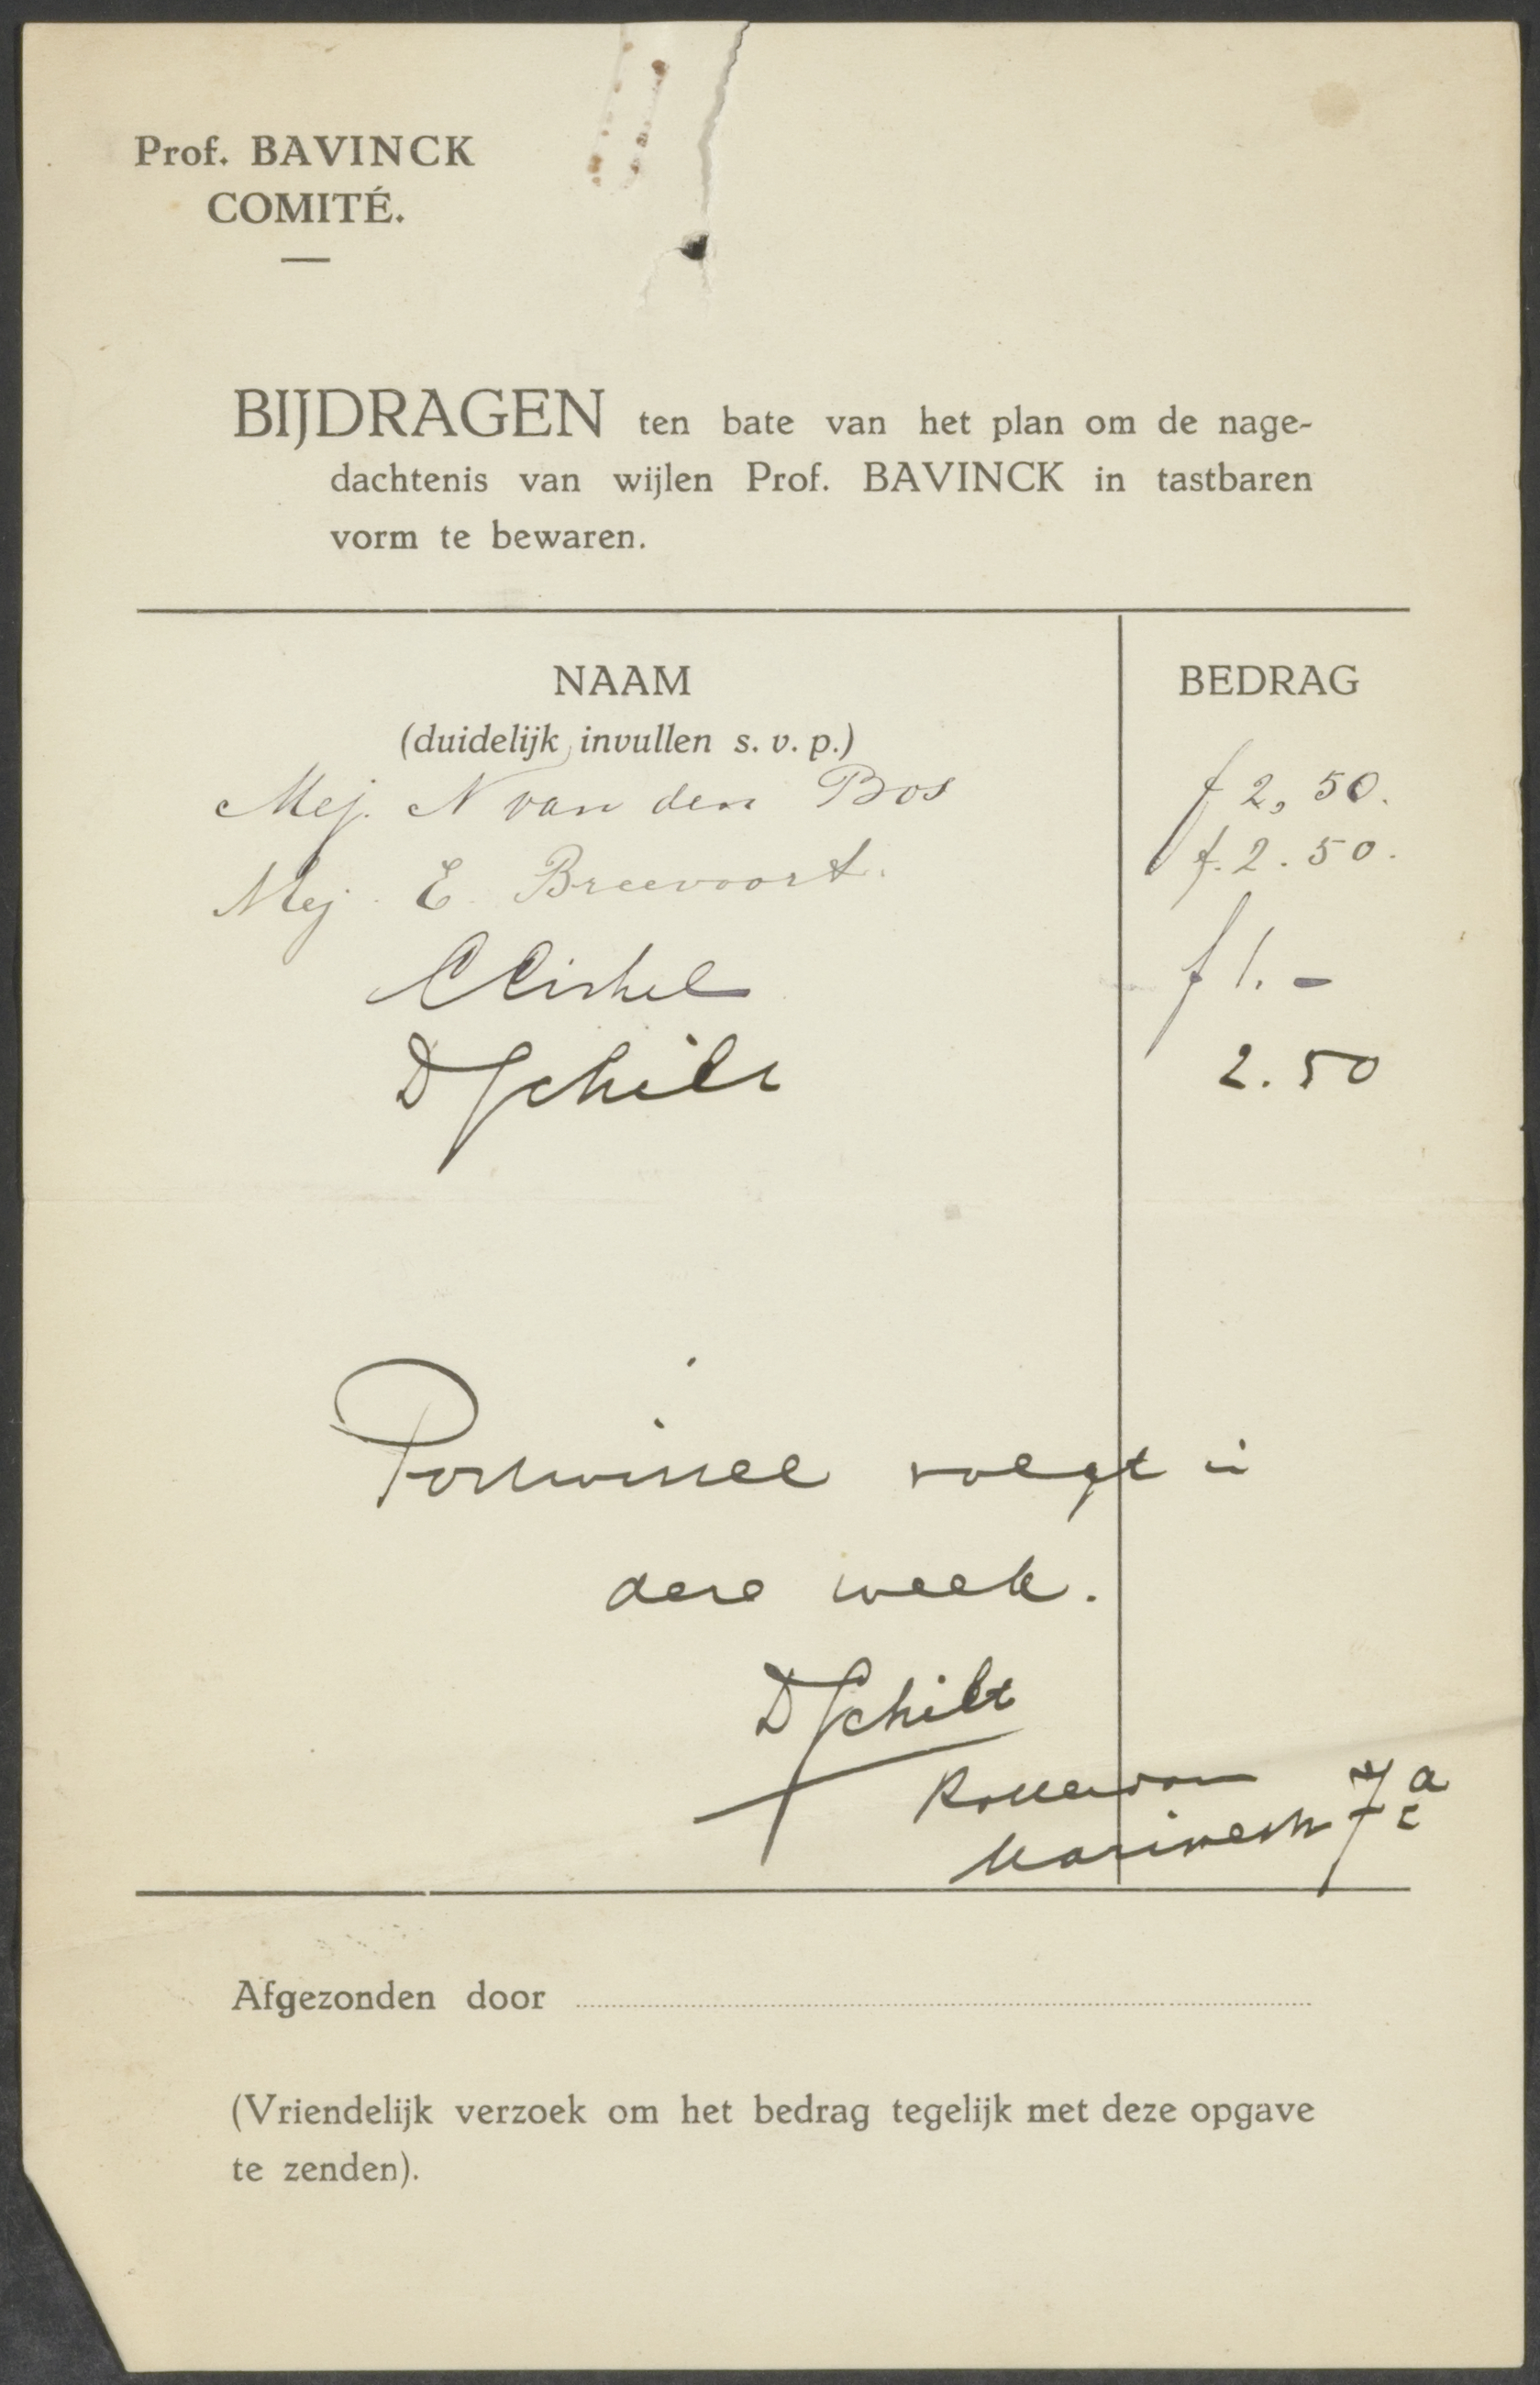 Prof. BAVINCK
COMITÉ.
BIJDRAGEN ten bate van het plan om de nage-
dachtenis van wijlen Prof. BAVINCK in tastbaren
vorm te bewaren.
NAAM BEDRAG
(duidelijk invullen s. v. p.)
Mej. N van den Bos f 2,50.
Mej. E. Breevoort. f. 2.50.
f 1.-
D Schilt 2.50
Postwissel volgt in
deze week.
D Schilt
Rotterdam
7a
Afgezonden door
(Vriendelijk verzoek om het bedrag tegelijk met deze opgave
te zenden).